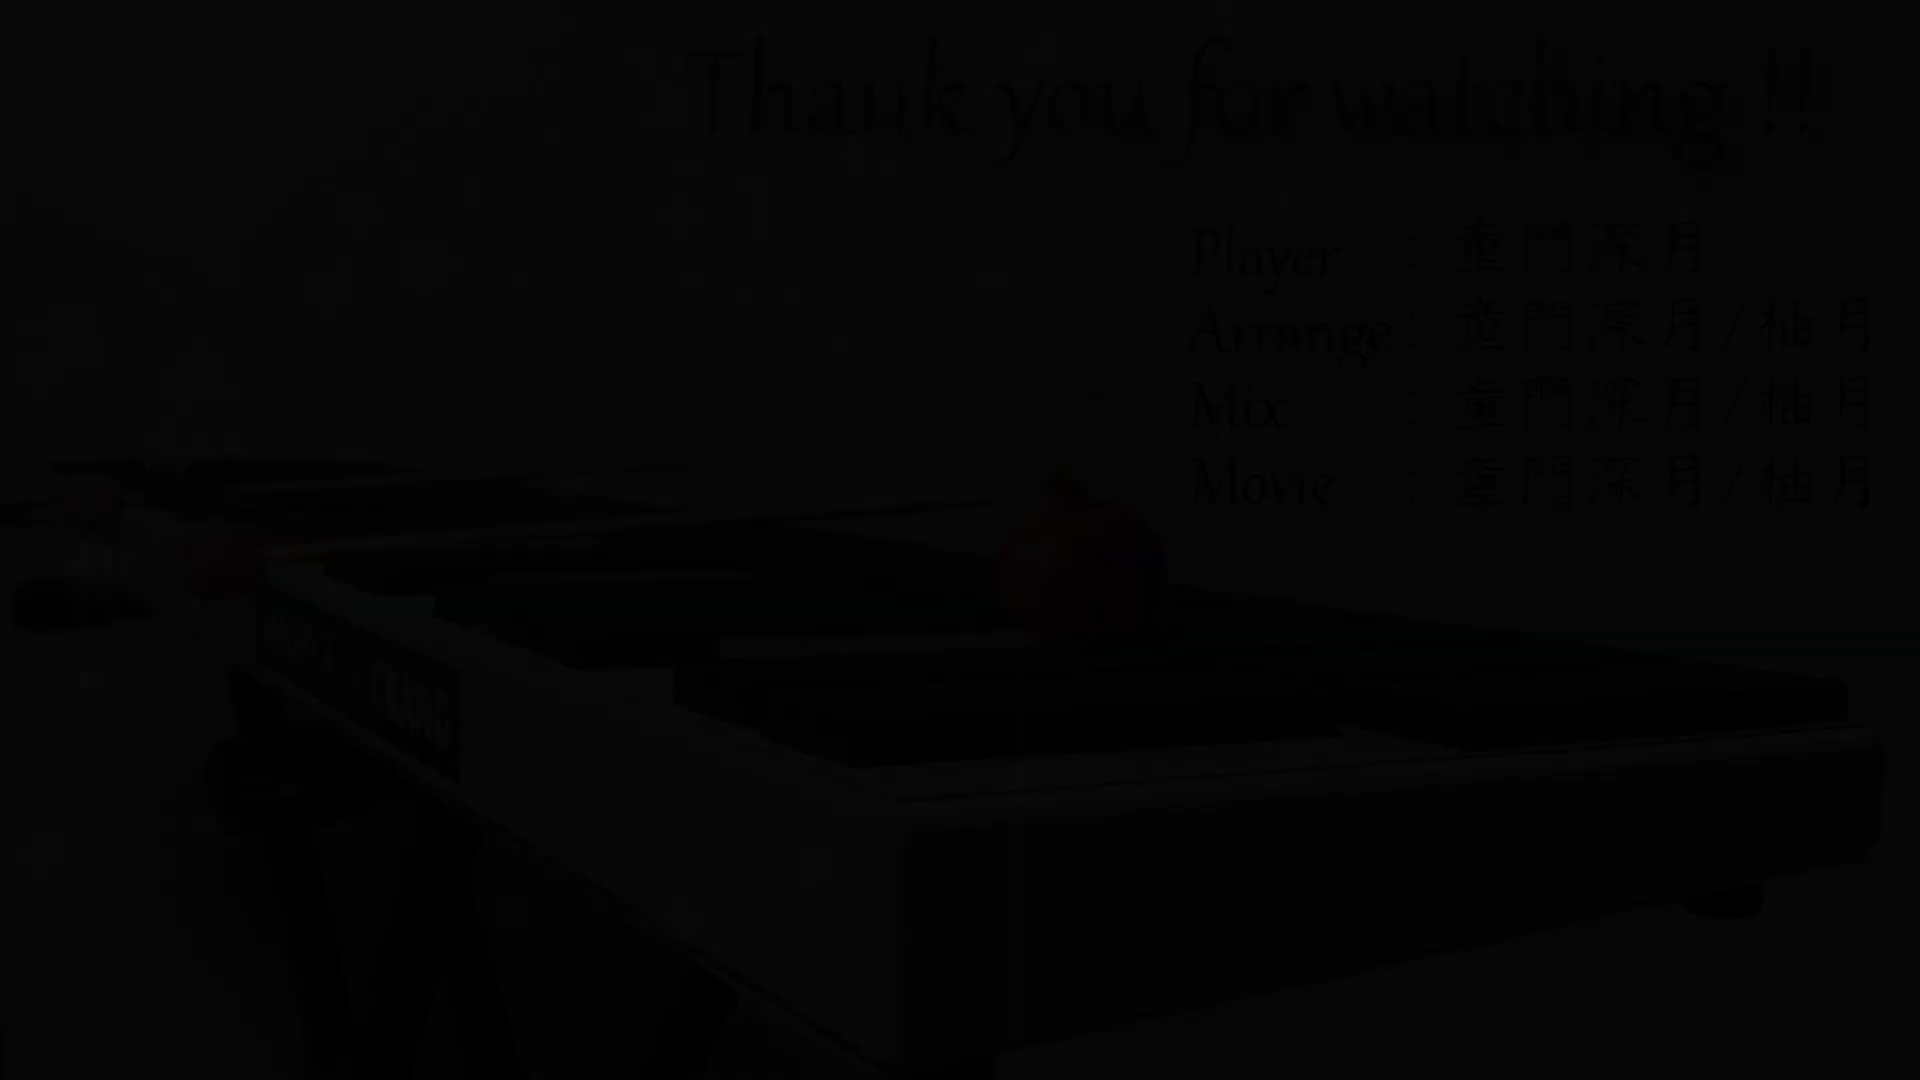 Thank you for watching !!
Player : 童門深月
Arrange : 童門深月/柚月
Mix : 童門深月/柚月
Movie : 童門深月/柚月
GRAND